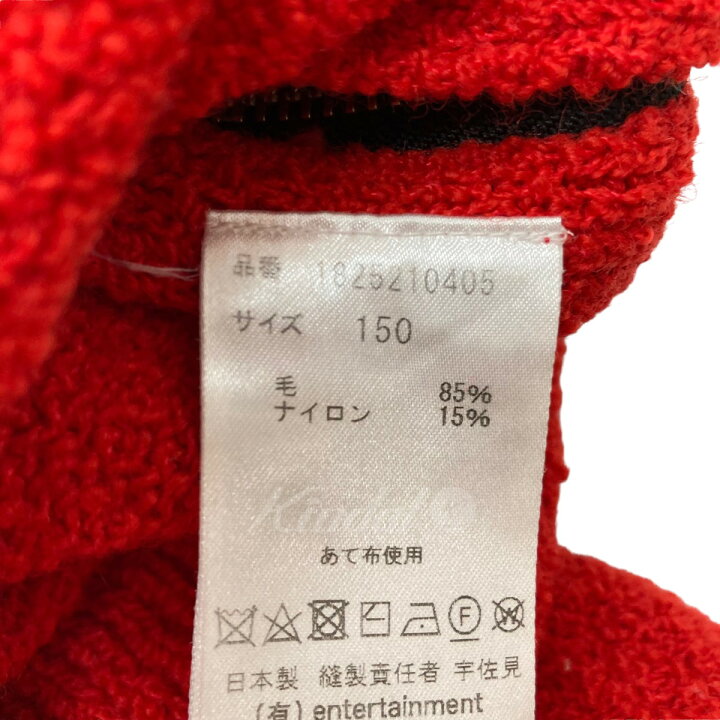 品番 1825210405
サイズ 150
毛 85%
ナイロン 15%
Kindal
あて布使用
F W
日本製 縫製責任者 宇佐見
(有) entertainment